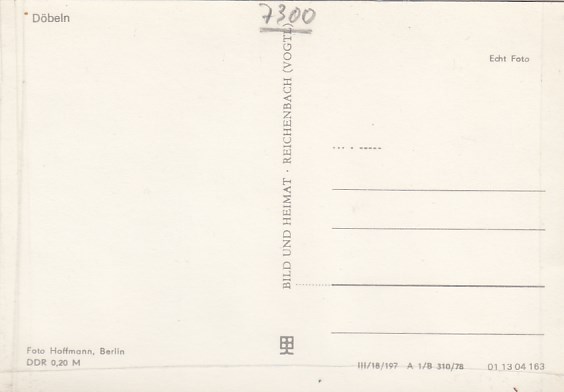 Döbeln
7300
Echt Foto
BILD UND HEIMAT · REICHENBACH (VOGTL)
Foto Hoffmann, Berlin
DDR 0,20 M
III/18/197 A 1/B 310/78 01 13 04 163